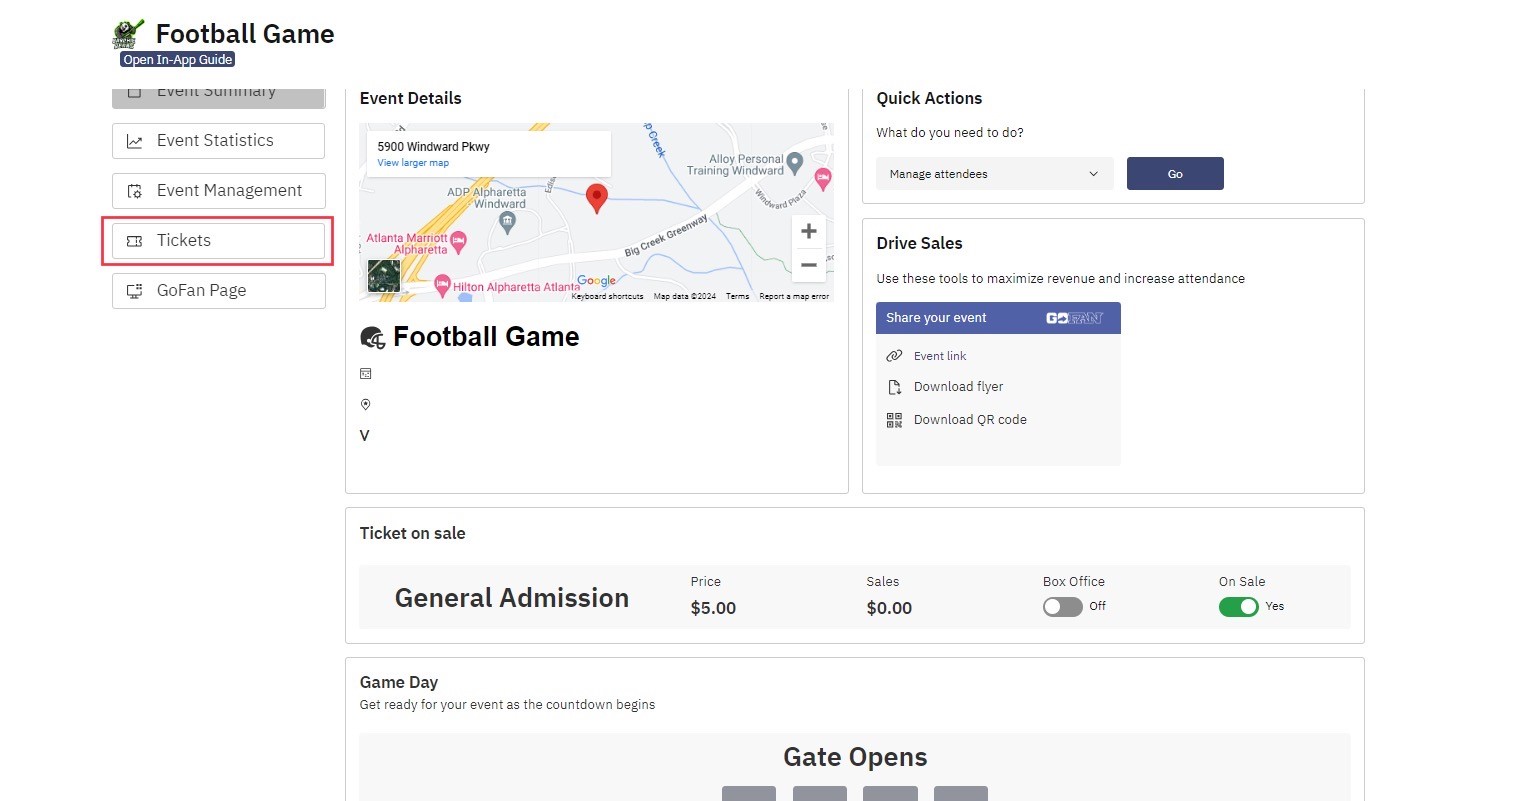 Football Game
Open In-App Guide
Event Summary
Event Statistics
Event Management
Tickets
GoFan Page
Event Details
5900 Windward Pkwy
View larger map
Alloy Personal
Training Windward
ADP Alpharetta
Windward
Windward Plaza
Atlanta Marriott
Alpharetta
Big Creek Greenway
Google
Hilton Alpharetta Atlanta
Keyboard shortcuts
Map data ©2024
Terms
Report a map error
Football Game
V
Quick Actions
What do you need to do?
Manage attendees
Go
Drive Sales
Use these tools to maximize revenue and increase attendance
Share your event
GOFAN
Event link
Download flyer
Download QR code
Ticket on sale
General Admission
Price
$5.00
Sales
$0.00
Box Office
Off
On Sale
Yes
Game Day
Get ready for your event as the countdown begins
Gate Opens